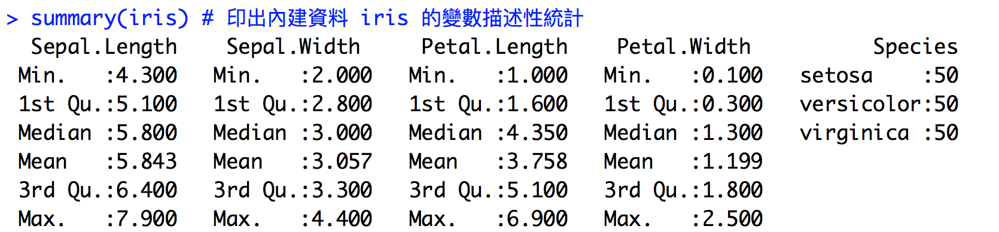 > summary(iris) # 印出內建資料 iris 的變數描述性統計
  Sepal.Length    Sepal.Width     Petal.Length    Petal.Width          Species
 Min.   :4.300   Min.   :2.000   Min.   :1.000   Min.   :0.100   setosa    :50
 1st Qu.:5.100   1st Qu.:2.800   1st Qu.:1.600   1st Qu.:0.300   versicolor:50
 Median :5.800   Median :3.000   Median :4.350   Median :1.300   virginica :50
 Mean   :5.843   Mean   :3.057   Mean   :3.758   Mean   :1.199
 3rd Qu.:6.400   3rd Qu.:3.300   3rd Qu.:5.100   3rd Qu.:1.800
 Max.   :7.900   Max.   :4.400   Max.   :6.900   Max.   :2.500